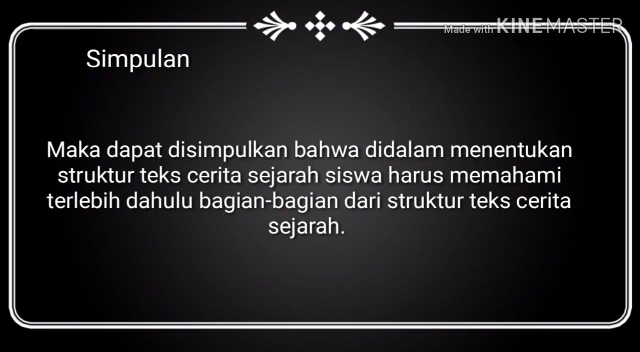 Made with KINEMASTER
Simpulan
Maka dapat disimpulkan bahwa didalam menentukan
struktur teks cerita sejarah siswa harus memahami
terlebih dahulu bagian-bagian dari struktur teks cerita
sejarah.